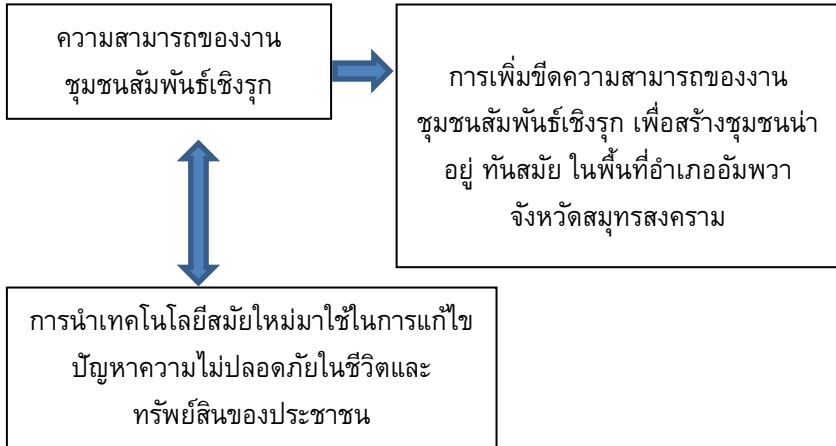 ความสามารถของงาน
ชุมชนสัมพันธ์เชิงรุก
การเพิ่มขีดความสามารถของงาน
ชุมชนสัมพันธ์เชิงรุก เพื่อสร้างชุมชนน่า
อยู่ ทันสมัย ในพื้นที่อำเภออัมพวา
จังหวัดสมุทรสงคราม
การนำเทคโนโลยีสมัยใหม่มาใช้ในการแก้ไข
ปัญหาความไม่ปลอดภัยในชีวิตและ
ทรัพย์สินของประชาชน